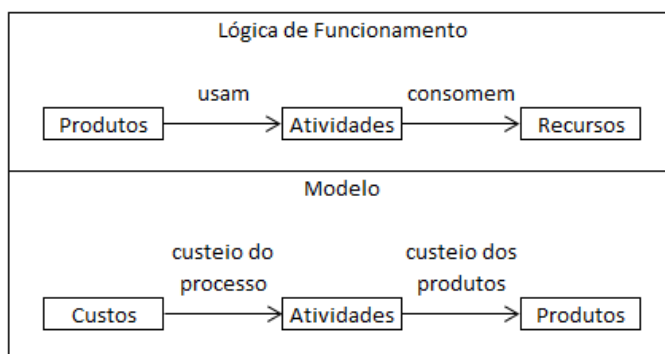 Lógica de Funcionamento
usam
consomem
Produtos
Atividades
Recursos
Modelo
custeio do
processo
custeio dos
produtos
Custos
Atividades
Produtos